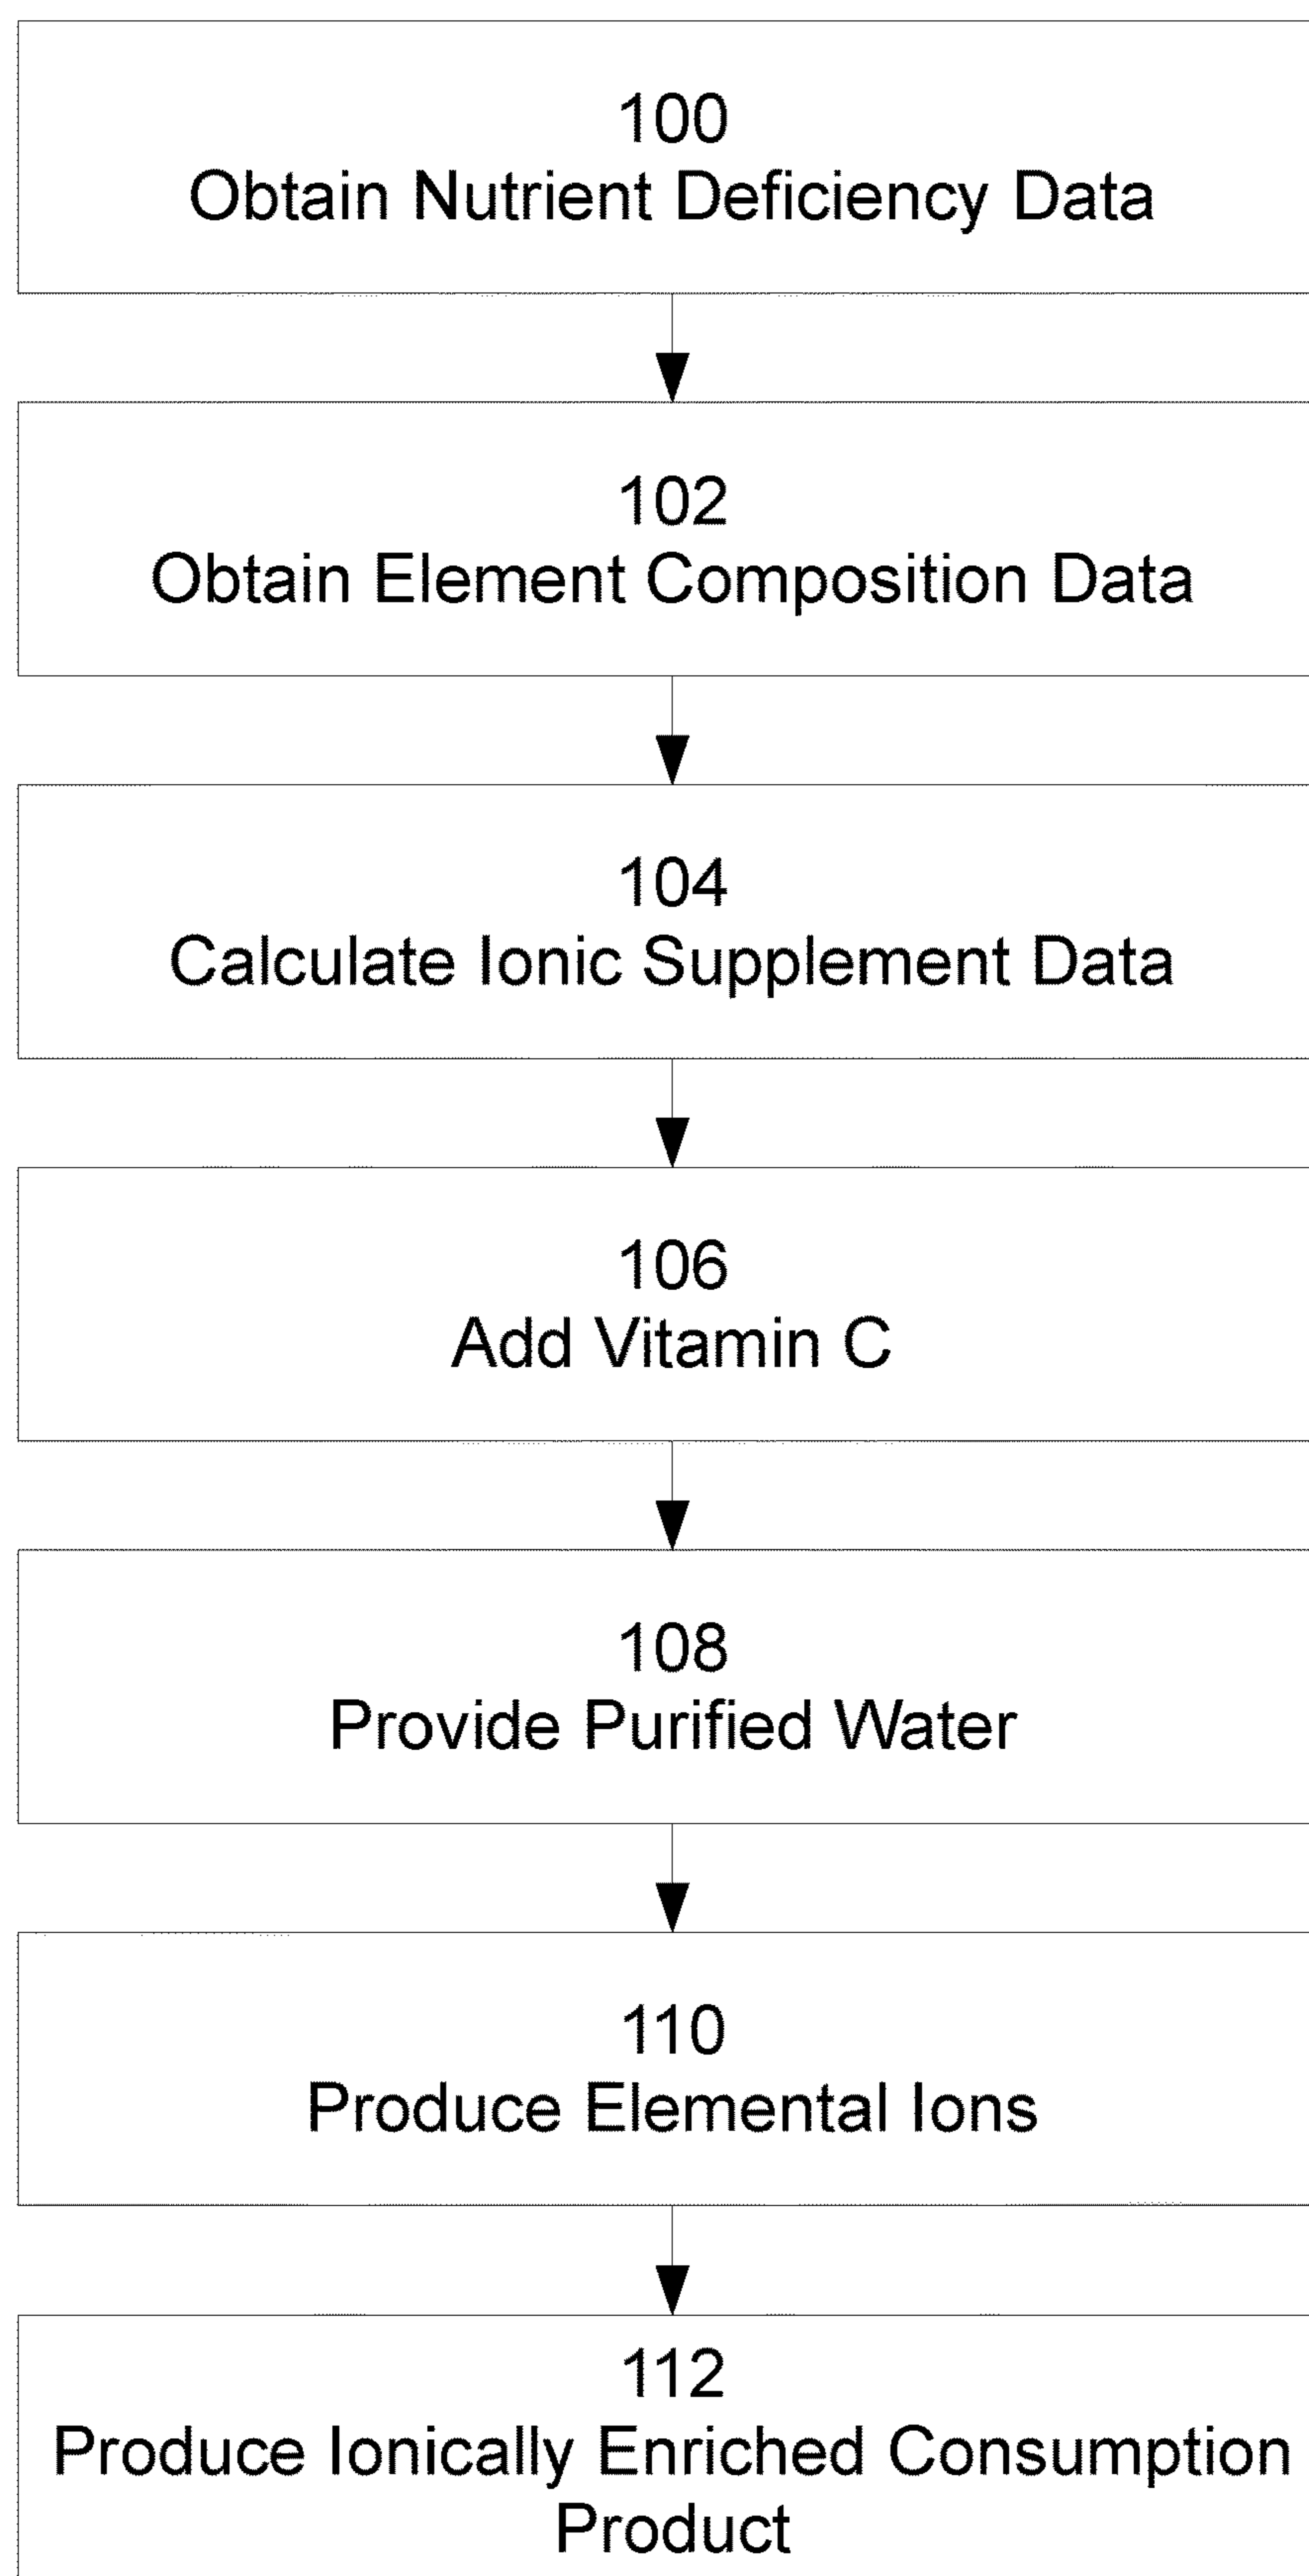 100
Obtain Nutrient Deficiency Data
102
Obtain Element Composition Data
104
Calculate Ionic Supplement Data
106
Add Vitamin C
108
Provide Purified Water
110
Produce Elemental Ions
112
Produce Ionically Enriched Consumption
Product